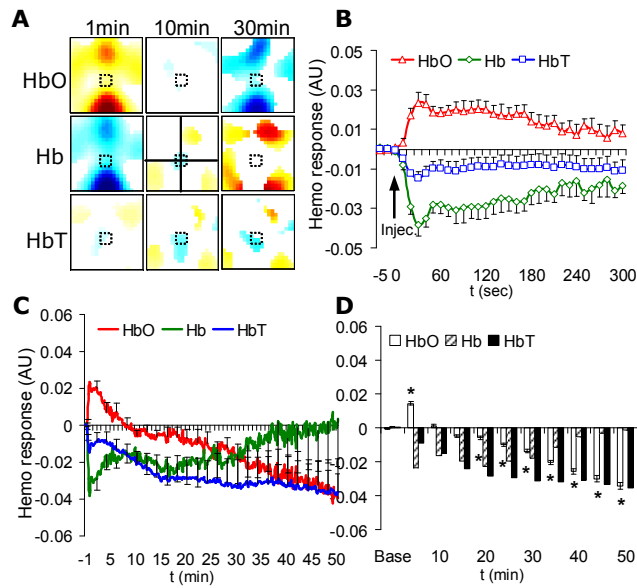 A
1min 10min 30min
HbO
Hb
HbT
B
HbO Hb HbT
Hemo response (AU)
0.05
0.03
0.01
-0.01
-0.03
-0.05
Injec.
-5 0 60 120 180 240 300
t (sec)
C
HbO Hb HbT
Hemo response (AU)
0.06
0.04
0.02
0
-0.02
-0.04
-0.06
-1 5 10 15 20 25 30 35 40 45 50
t (min)
D
HbO Hb HbT
0.06
0.04
0.02
0
-0.02
-0.04
-0.06
*
* * * * * * *
Base 10 20 30 40 50
t (min)